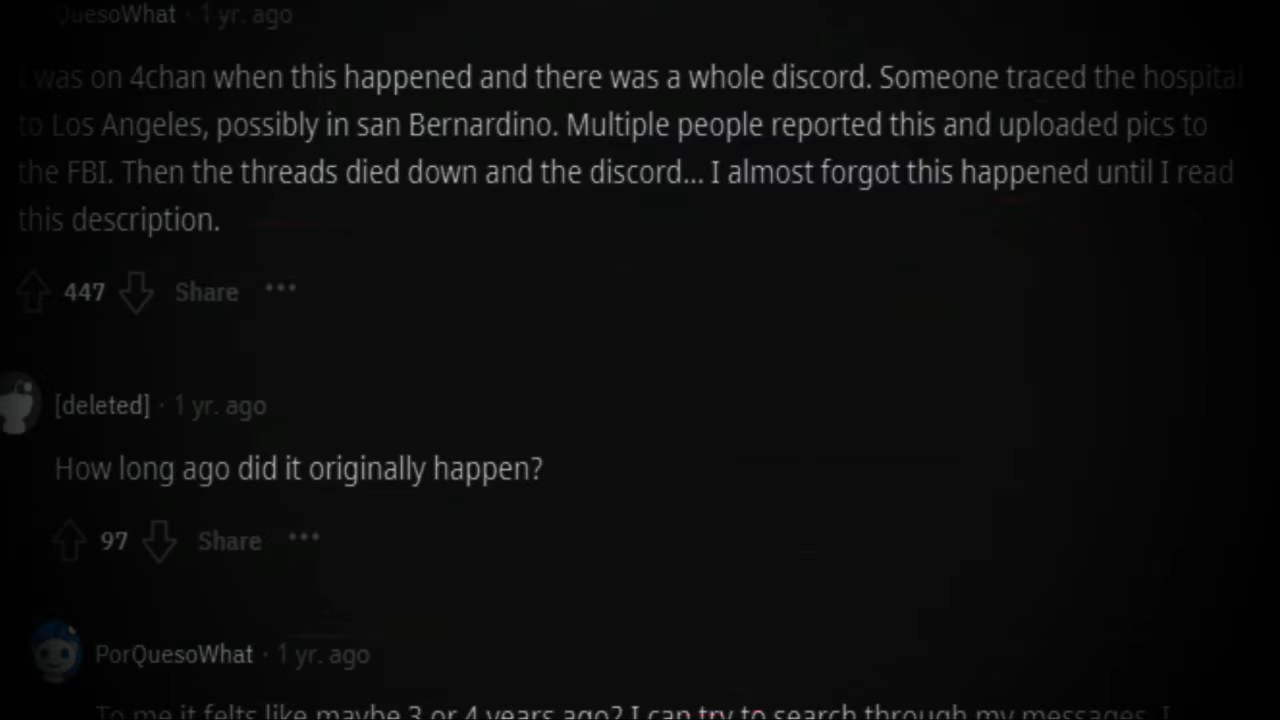 QuesoWhat · 1 yr. ago
I was on 4chan when this happened and there was a whole discord. Someone traced the hospital
to Los Angeles, possibly in san Bernardino. Multiple people reported this and uploaded pics to
the FBI. Then the threads died down and the discord... I almost forgot this happened until I read
this description.
447 Share •••
[deleted] · 1 yr. ago
How long ago did it originally happen?
97 Share •••
PorQuesoWhat · 1 yr. ago
To me it felts like maybe 3 or 4 years ago? I can try to search through my messages. I